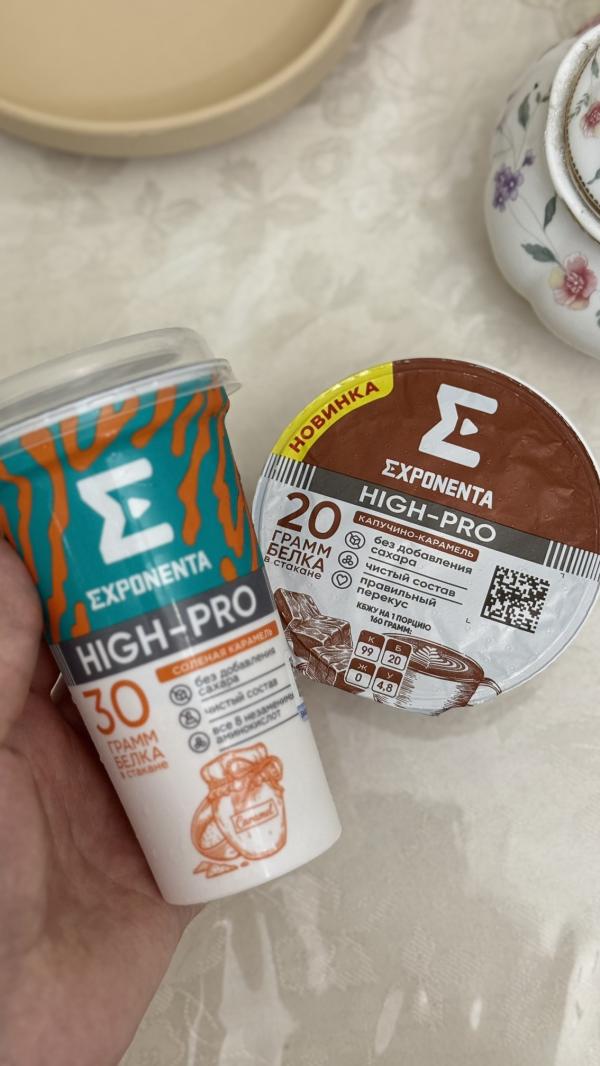 EXPONENTA
HIGH-PRO
СОЛЕНАЯ КАРАМЕЛЬ
30
ГРАММ
БЕЛКА
в стакане
без добавления
сахара
чистый состав
все 8 незаменимых
аминокислот
Caramel
НОВИНКА
EXPONENTA
HIGH-PRO
КАПУЧИНО-КАРАМЕЛЬ
20
ГРАММ
БЕЛКА
в стакане
без добавления
сахара
чистый состав
правильный
перекус
КБЖУ НА 1 ПОРЦИЮ
160 ГРАММ:
К Б
99 20
Ж У
0 4,8